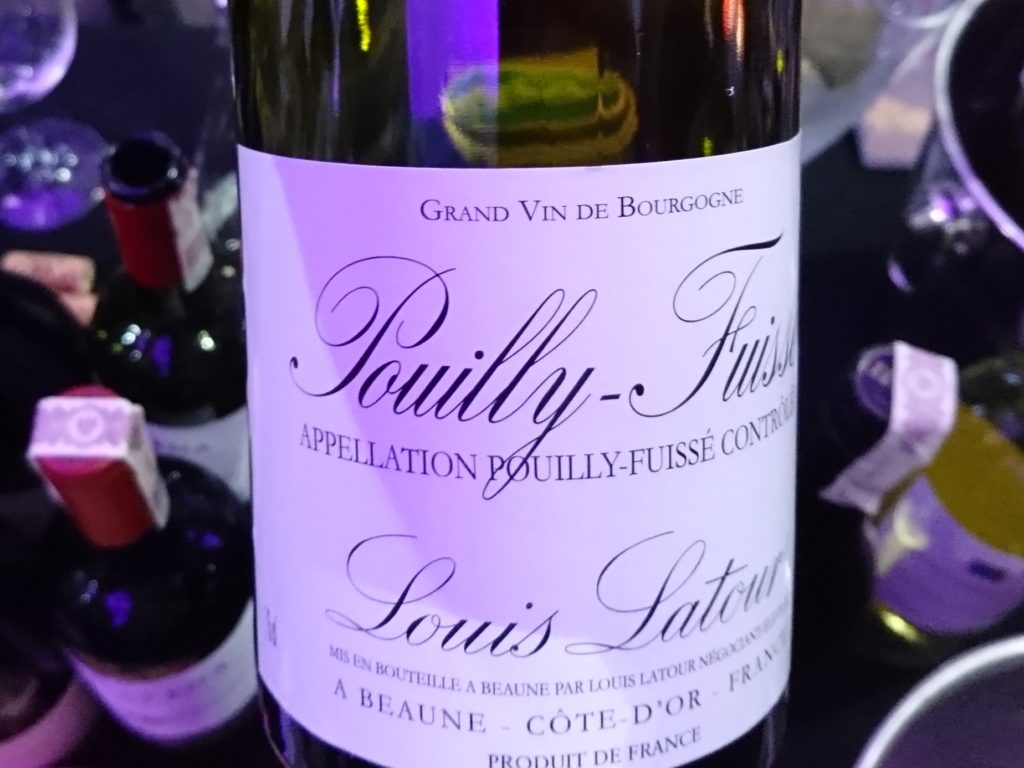 GRAND VIN DE BOURGOGNE
Pouilly-Fuissé
APPELLATION POUILLY-FUISSÉ CONTRÔLÉE
Louis Latour
MIS EN BOUTEILLE A BEAUNE PAR LOUIS LATOUR NÉGOCIANT
A BEAUNE - CÔTE-D'OR - FRANCE
PRODUIT DE FRANCE